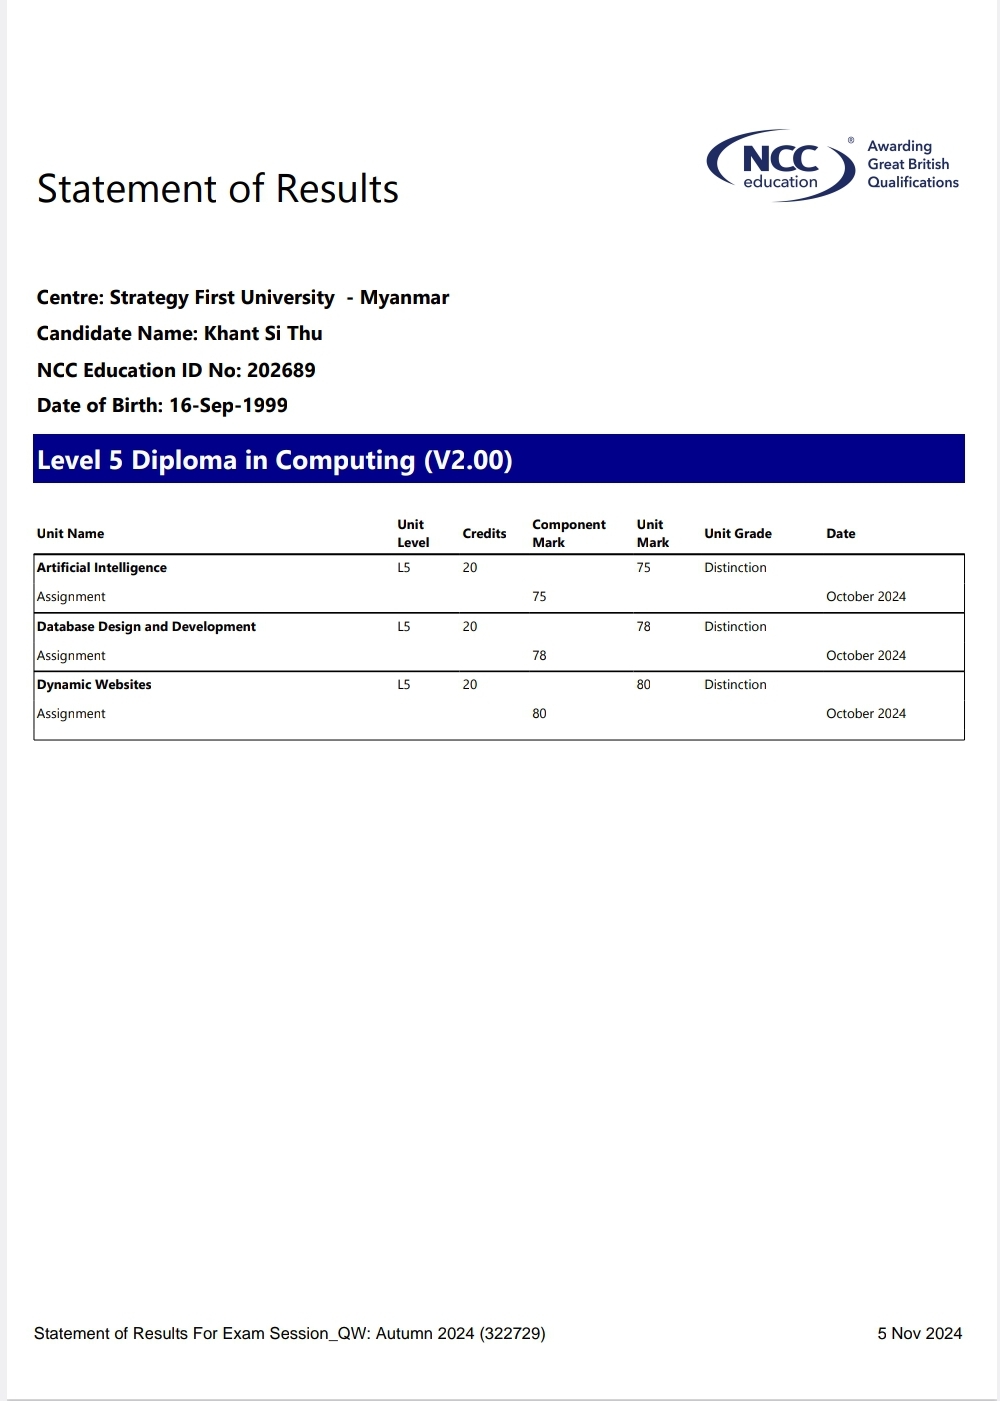 Statement of Results
NCC
education
®
Awarding
Great British
Qualifications
Centre: Strategy First University - Myanmar
Candidate Name: Khant Si Thu
NCC Education ID No: 202689
Date of Birth: 16-Sep-1999
Level 5 Diploma in Computing (V2.00)
Unit Name Unit Level Credits Component Mark Unit Mark Unit Grade Date
Artificial Intelligence L5 20 75 Distinction
Assignment 75 October 2024
Database Design and Development L5 20 78 Distinction
Assignment 78 October 2024
Dynamic Websites L5 20 80 Distinction
Assignment 80 October 2024
Statement of Results For Exam Session_QW: Autumn 2024 (322729) 5 Nov 2024